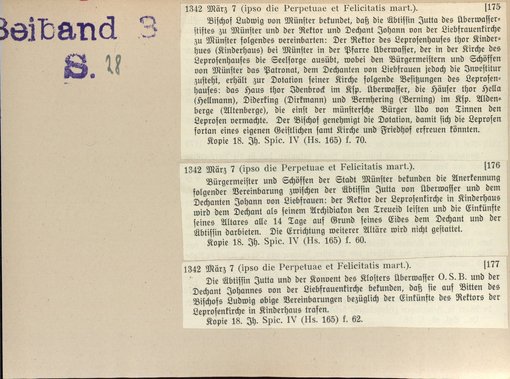 Beiband 3
S. 28
1342 März 7 (ipso die Perpetuae et Felicitatis mart.). [175
Bischof Ludwig von Münster bekundet, daß die Äbtissin Jutta des Überwasser-
stiftes zu Münster und der Rektor und Dechant Johann von der Liebfrauenkirche
zu Münster folgendes vereinbarten: Der Rektor des Leprosenhauses thor Kinder-
hues (Kinderhaus) bei Münster in der Pfarre Überwasser, der in der Kirche des
Leprosenhauses die Seelsorge ausübt, wobei den Bürgermeistern und Schöffen
von Münster das Patronat, dem Dechanten von Liebfrauen jedoch die Investitur
zusteht, erhält zur Dotation seiner Kirche folgende Besitzungen des Leprosen-
hauses: das Haus thor Idenbrock im Ksp. Überwasser, die Häuser thor Hella
(Hellmann), Diderking (Dirkmann) und Bernhering (Berning) im Ksp. Alden-
berge (Altenberge), die einst der münstersche Bürger Udo von Tinnen den
Leprosen vermachte. Der Bischof genehmigt die Dotation, damit sich die Leprosen
fortan eines eigenen Geistlichen samt Kirche und Friedhof erfreuen könnten.
Kopie 18. Jh. Spic. IV (Hs. 165) f. 70.
1342 März 7 (ipso die Perpetuae et Felicitatis mart.). [176
Bürgermeister und Schöffen der Stadt Münster bekunden die Anerkennung
folgender Vereinbarung zwischen der Äbtissin Jutta von Überwasser und dem
Dechanten Johann von Liebfrauen: der Rektor der Leprosenkirche in Kinderhaus
wird dem Dechant als seinem Archidiakon den Treueid leisten und die Einkünfte
seines Altares alle 14 Tage auf Grund seines Eides dem Dechant und der
Äbtissin darbieten. Die Errichtung weiterer Altäre wird nicht gestattet.
Kopie 18. Jh. Spic. IV (Hs. 165) f. 60.
1342 März 7 (ipso die Perpetuae et Felicitatis mart.). [177
Die Äbtissin Jutta und der Konvent des Klosters Überwasser O. S. B. und der
Dechant Johannes von der Liebfrauenkirche bekunden, daß sie auf Bitten des
Bischofs Ludwig obige Vereinbarungen bezüglich der Einkünfte des Rektors der
Leprosenkirche in Kinderhaus trafen.
Kopie 18. Jh. Spic. IV (Hs. 165) f. 62.